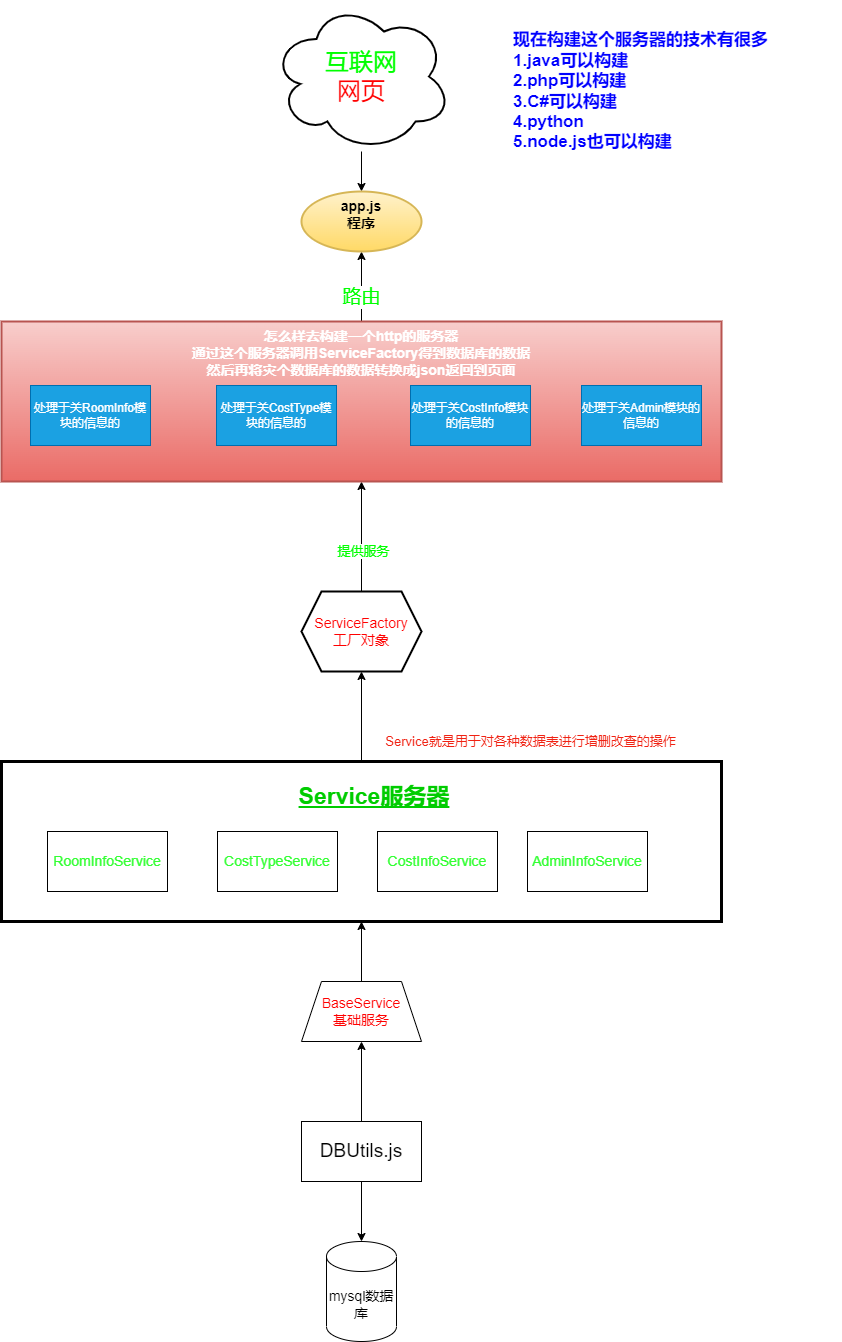 互联网
网页
现在构建这个服务器的技术有很多
1.java可以构建
2.php可以构建
3.C#可以构建
4.python
5.node.js也可以构建
app.js
程序
路由
怎么样去构建一个http的服务器
通过这个服务器调用ServiceFactory得到数据库的数据
然后再将灾个数据库的数据转换成json返回到页面
处理于关RoomInfo模
块的信息的
处理于关CostType模
块的信息的
处理于关CostInfo模块
的信息的
处理于关Admin模块的
信息的
提供服务
ServiceFactory
工厂对象
Service就是用于对各种数据表进行增删改查的操作
Service服务器
RoomInfoService
CostTypeService
CostInfoService
AdminInfoService
BaseService
基础服务
DBUtils.js
mysql数据
库